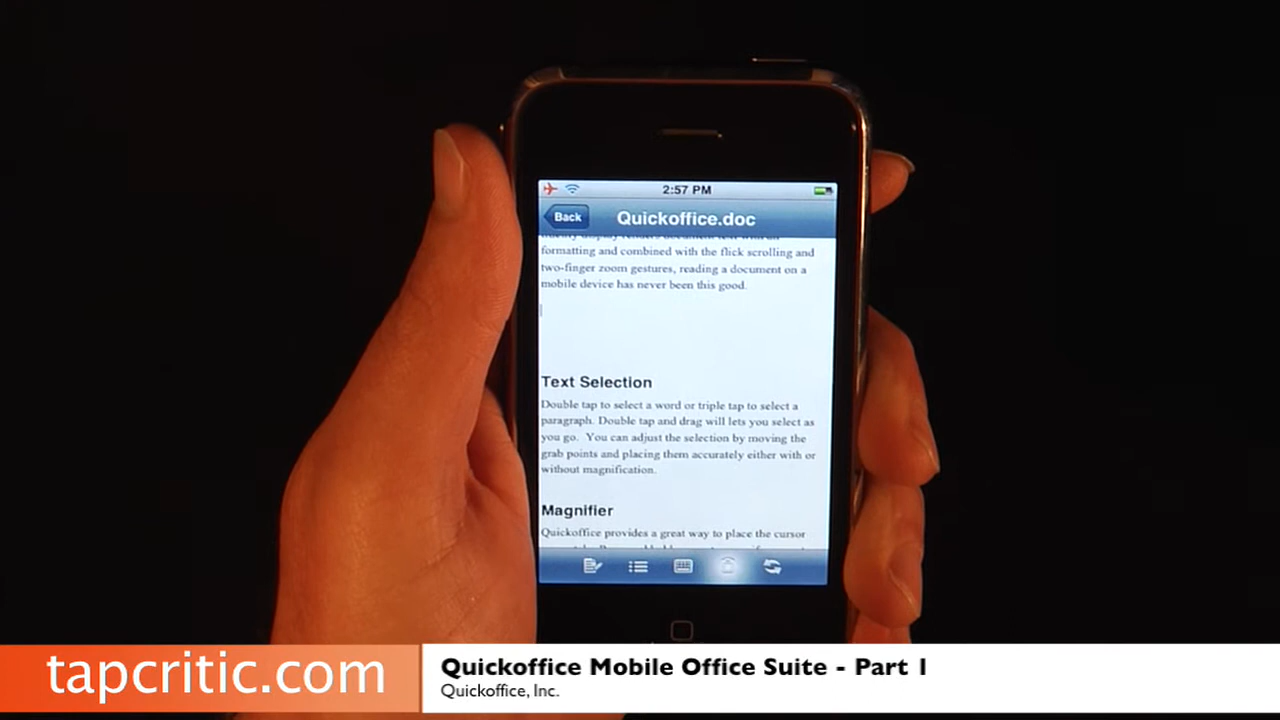 2:57 PM
Back
Quickoffice.doc
formatting and combined with the flick scrolling and
two-finger zoom gestures, reading a document on a
mobile device has never been this good.
Text Selection
Double tap to select a word or triple tap to select a
paragraph. Double tap and drag will lets you select as
you go. You can adjust the selection by moving the
grab points and placing them accurately either with or
without magnification.
Magnifier
Quickoffice provides a great way to place the cursor
tapcritic.com
Quickoffice Mobile Office Suite - Part 1
Quickoffice, Inc.